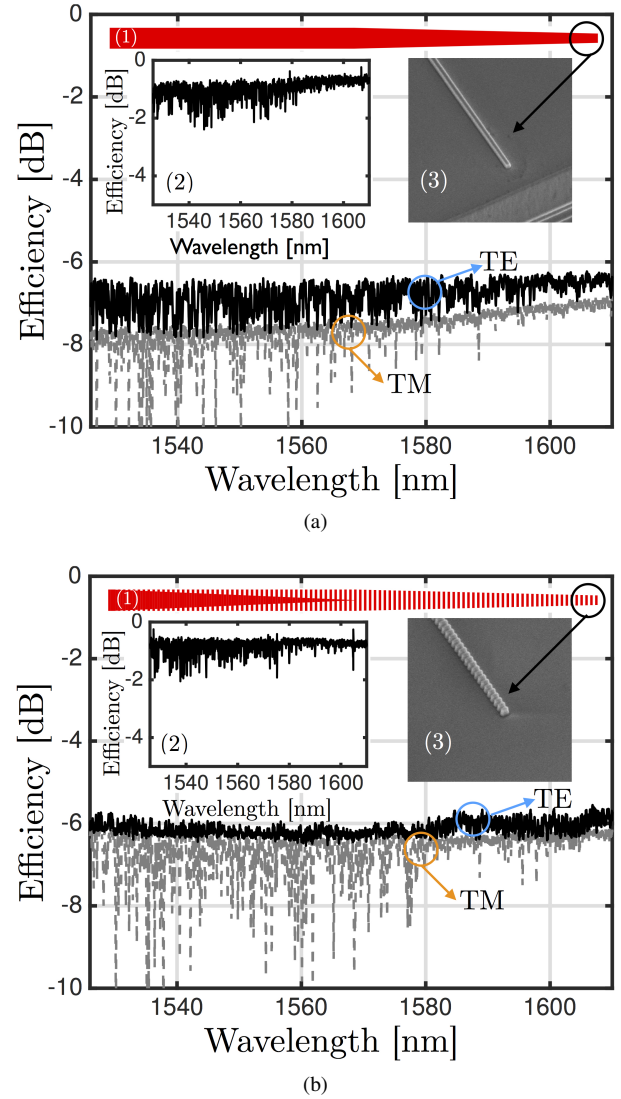 0
(1)
0
-2
-4
Efficiency [dB]
(2)
1540 1560 1580 1600
Wavelength [nm]
(3)
-2
-4
-6
-8
-10
Efficiency [dB]
TE
TM
1540 1560 1580 1600
Wavelength [nm]
(a)
0
(1)
0
-2
-4
Efficiency [dB]
(2)
1540 1560 1580 1600
Wavelength [nm]
(3)
-2
-4
-6
-8
-10
Efficiency [dB]
TE
TM
1540 1560 1580 1600
Wavelength [nm]
(b)